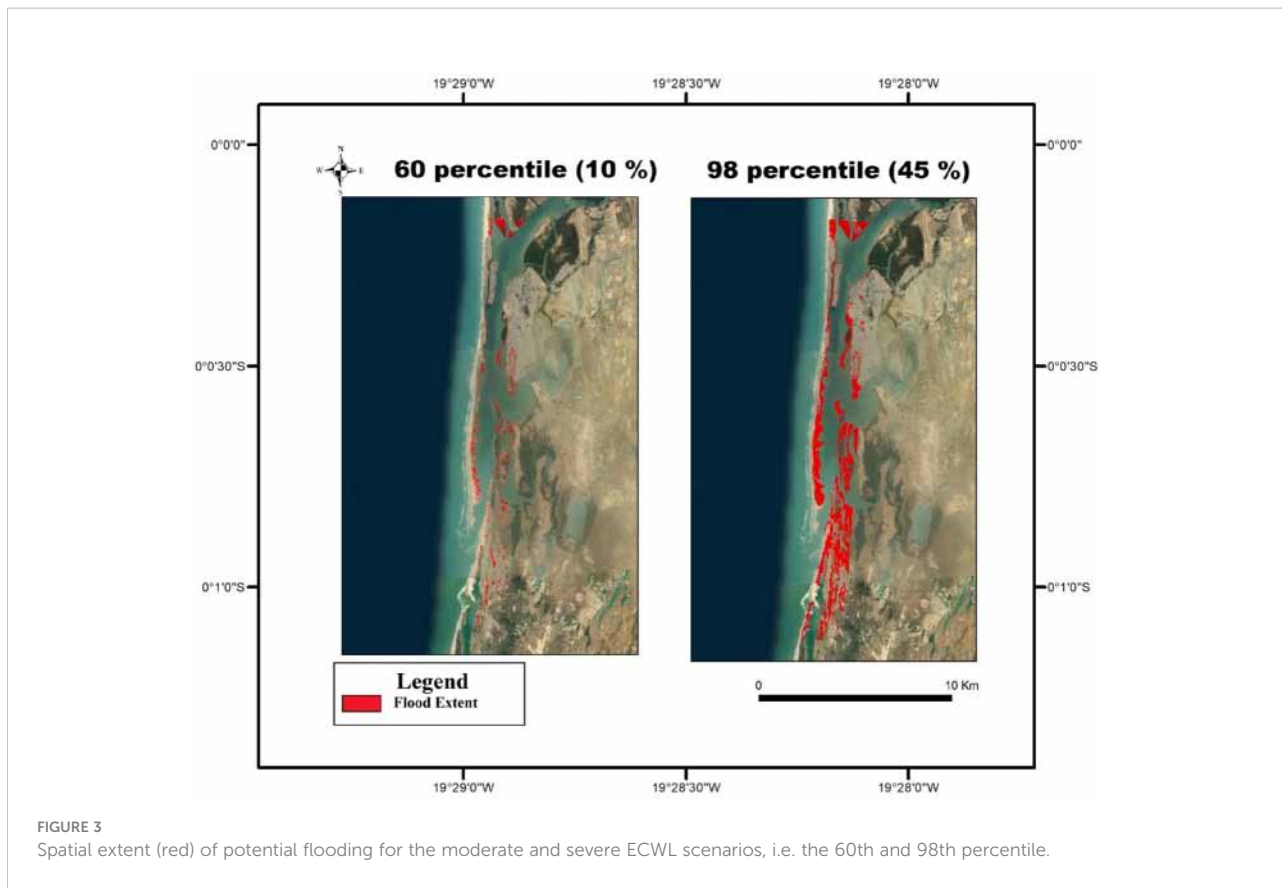 19°29'0"W
19°28'30"W
19°28'0"W
0°0'0"
N
W E
S
60 percentile (10 %)
98 percentile (45 %)
0°0'30"S
0°0'30"S
0°1'0"S
0°1'0"S
0°0'0"
Legend
Flood Extent
0
10 Km
19°29'0"W
19°28'30"W
19°28'0"W
FIGURE 3
Spatial extent (red) of potential flooding for the moderate and severe ECWL scenarios, i.e. the 60th and 98th percentile.